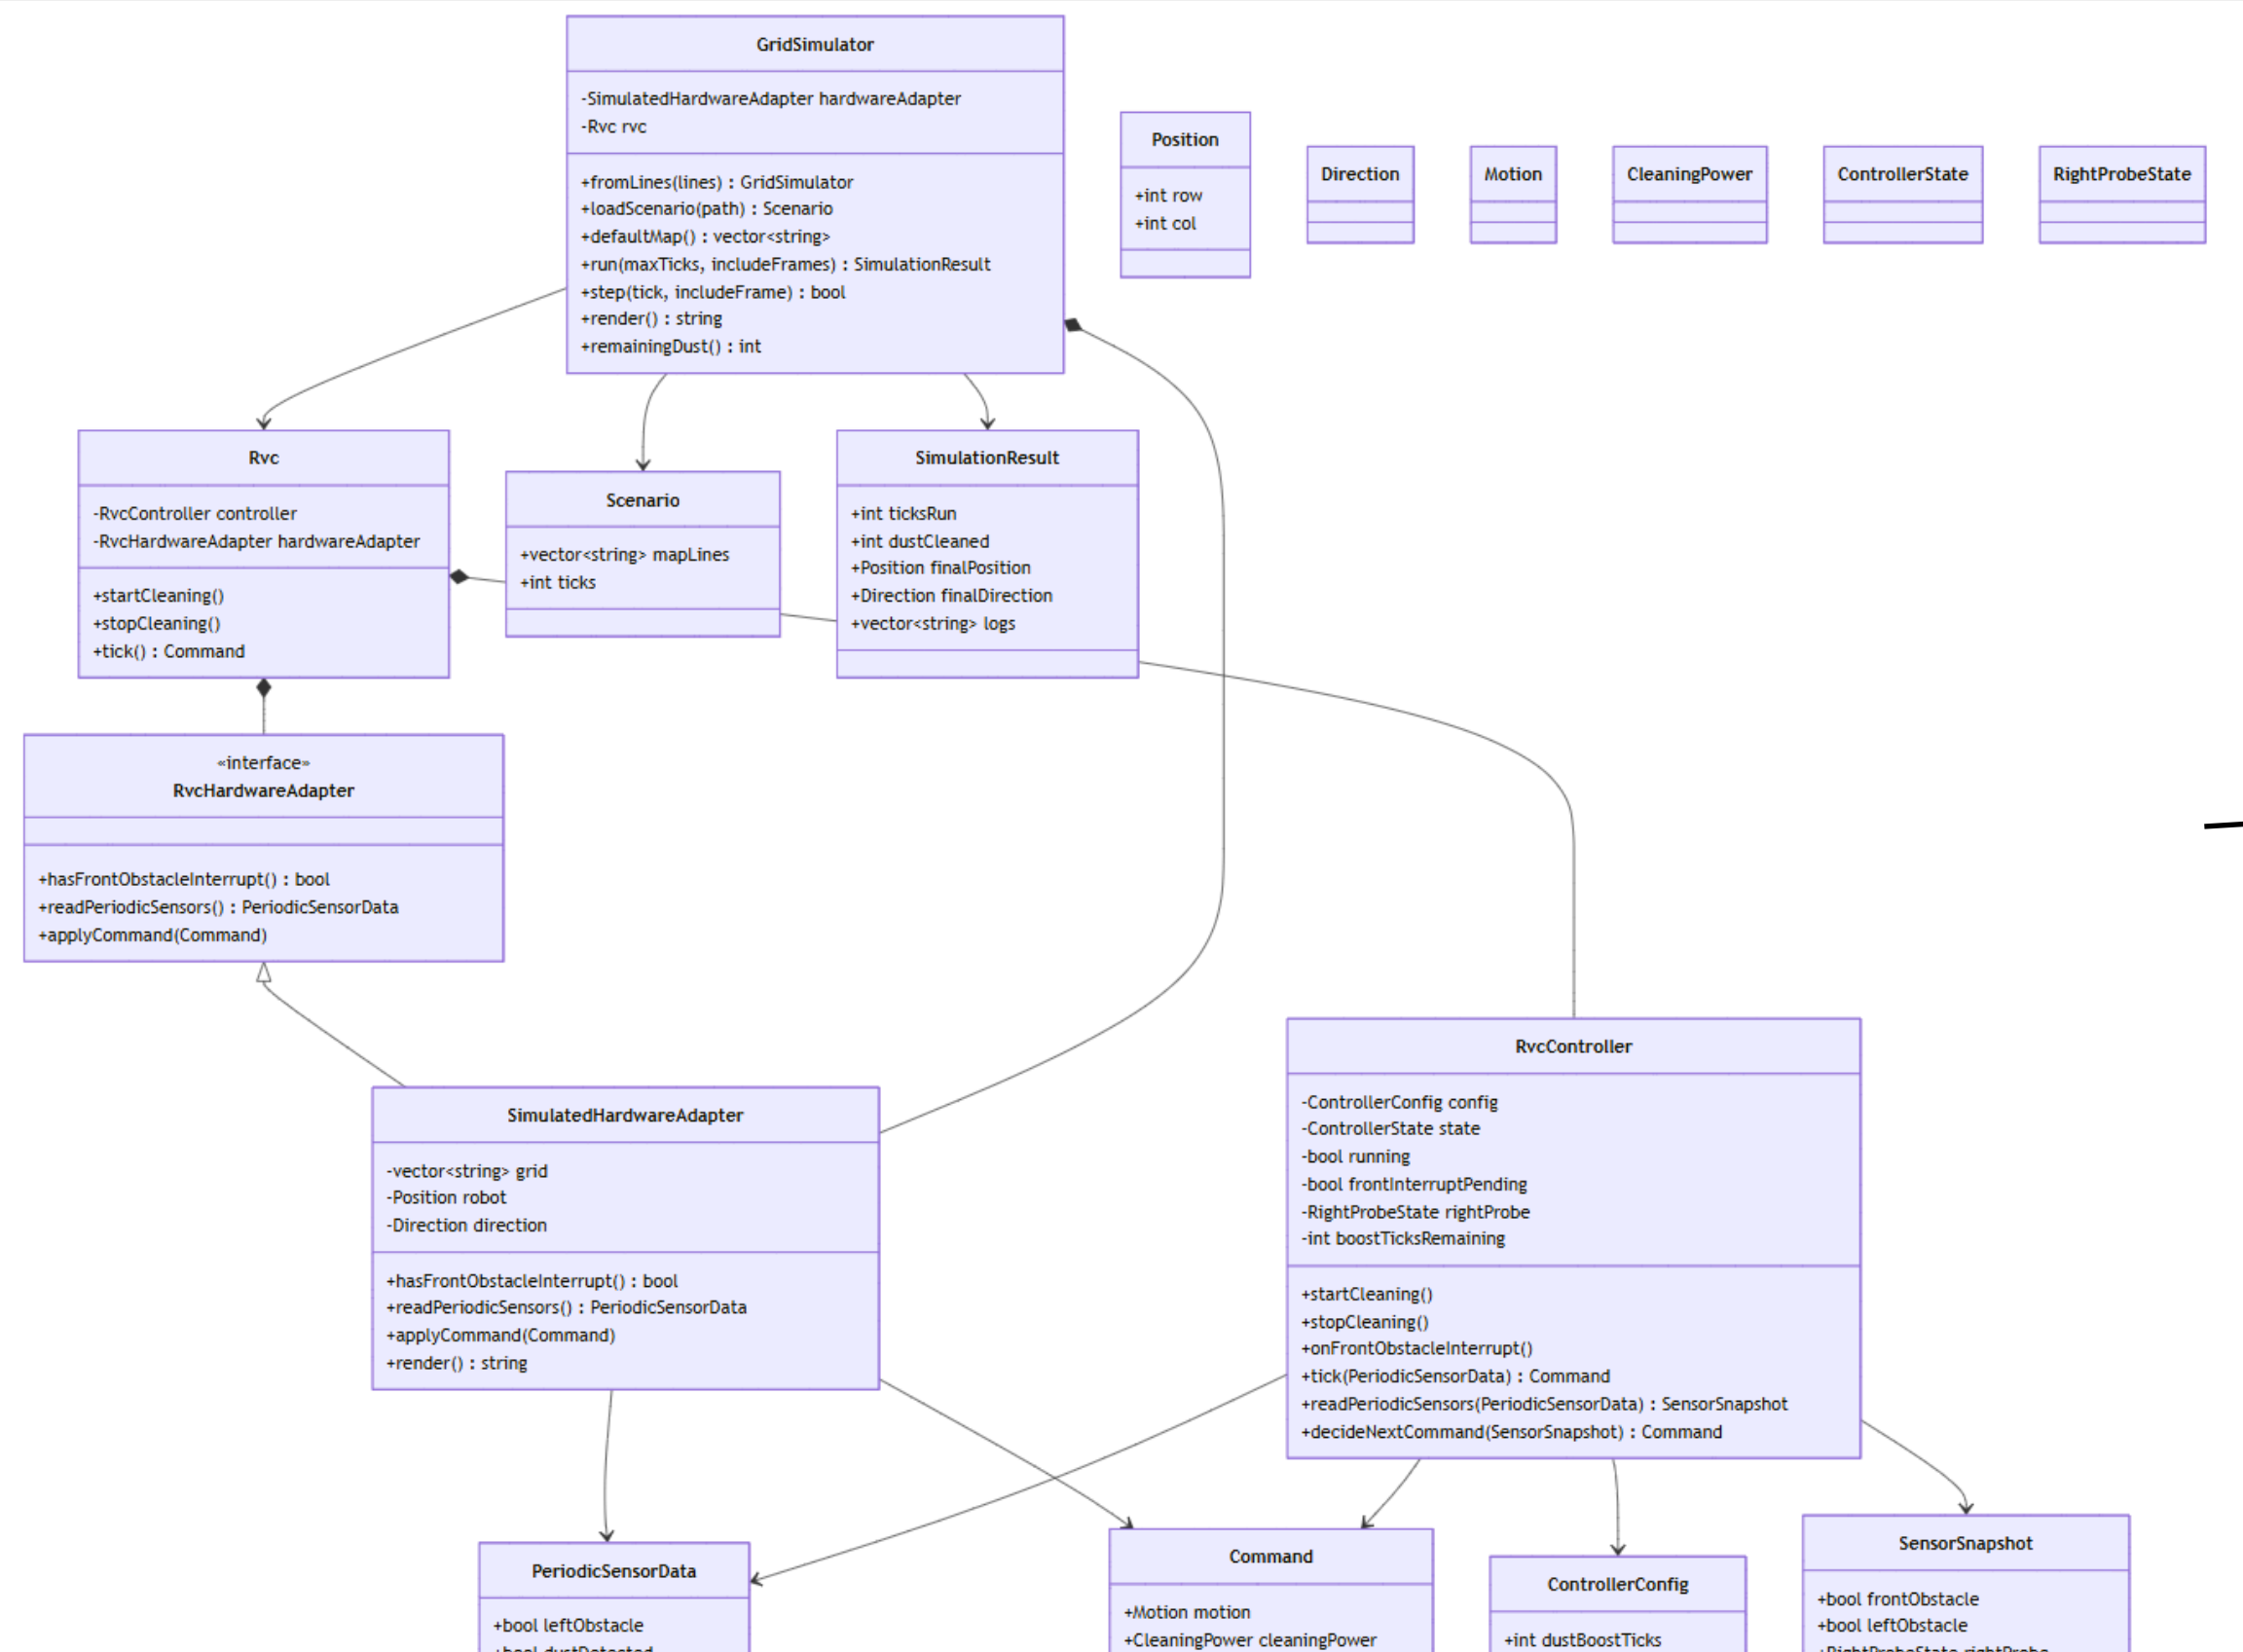 GridSimulator
-SimulatedHardwareAdapter hardwareAdapter
-Rvc rvc
+fromLines(lines) : GridSimulator
+loadScenario(path) : Scenario
+defaultMap() : vector<string>
+run(maxTicks, includeFrames) : SimulationResult
+step(tick, includeFrame) : bool
+render() : string
+remainingDust() : int
Position
+int row
+int col
Direction
Motion
CleaningPower
ControllerState
RightProbeState
Rvc
-RvcController controller
-RvcHardwareAdapter hardwareAdapter
+startCleaning()
+stopCleaning()
+tick() : Command
Scenario
+vector<string> mapLines
+int ticks
SimulationResult
+int ticksRun
+int dustCleaned
+Position finalPosition
+Direction finalDirection
+vector<string> logs
«interface»
RvcHardwareAdapter
+hasFrontObstacleInterrupt() : bool
+readPeriodicSensors() : PeriodicSensorData
+applyCommand(Command)
SimulatedHardwareAdapter
-vector<string> grid
-Position robot
-Direction direction
+hasFrontObstacleInterrupt() : bool
+readPeriodicSensors() : PeriodicSensorData
+applyCommand(Command)
+render() : string
RvcController
-ControllerConfig config
-ControllerState state
-bool running
-bool frontInterruptPending
-RightProbeState rightProbe
-int boostTicksRemaining
+startCleaning()
+stopCleaning()
+onFrontObstacleInterrupt()
+tick(PeriodicSensorData) : Command
+readPeriodicSensors(PeriodicSensorData) : SensorSnapshot
+decideNextCommand(SensorSnapshot) : Command
PeriodicSensorData
+bool leftObstacle
+bool dustDetected
Command
+Motion motion
+CleaningPower cleaningPower
ControllerConfig
+int dustBoostTicks
SensorSnapshot
+bool frontObstacle
+bool leftObstacle
+RightProbeState rightProbe